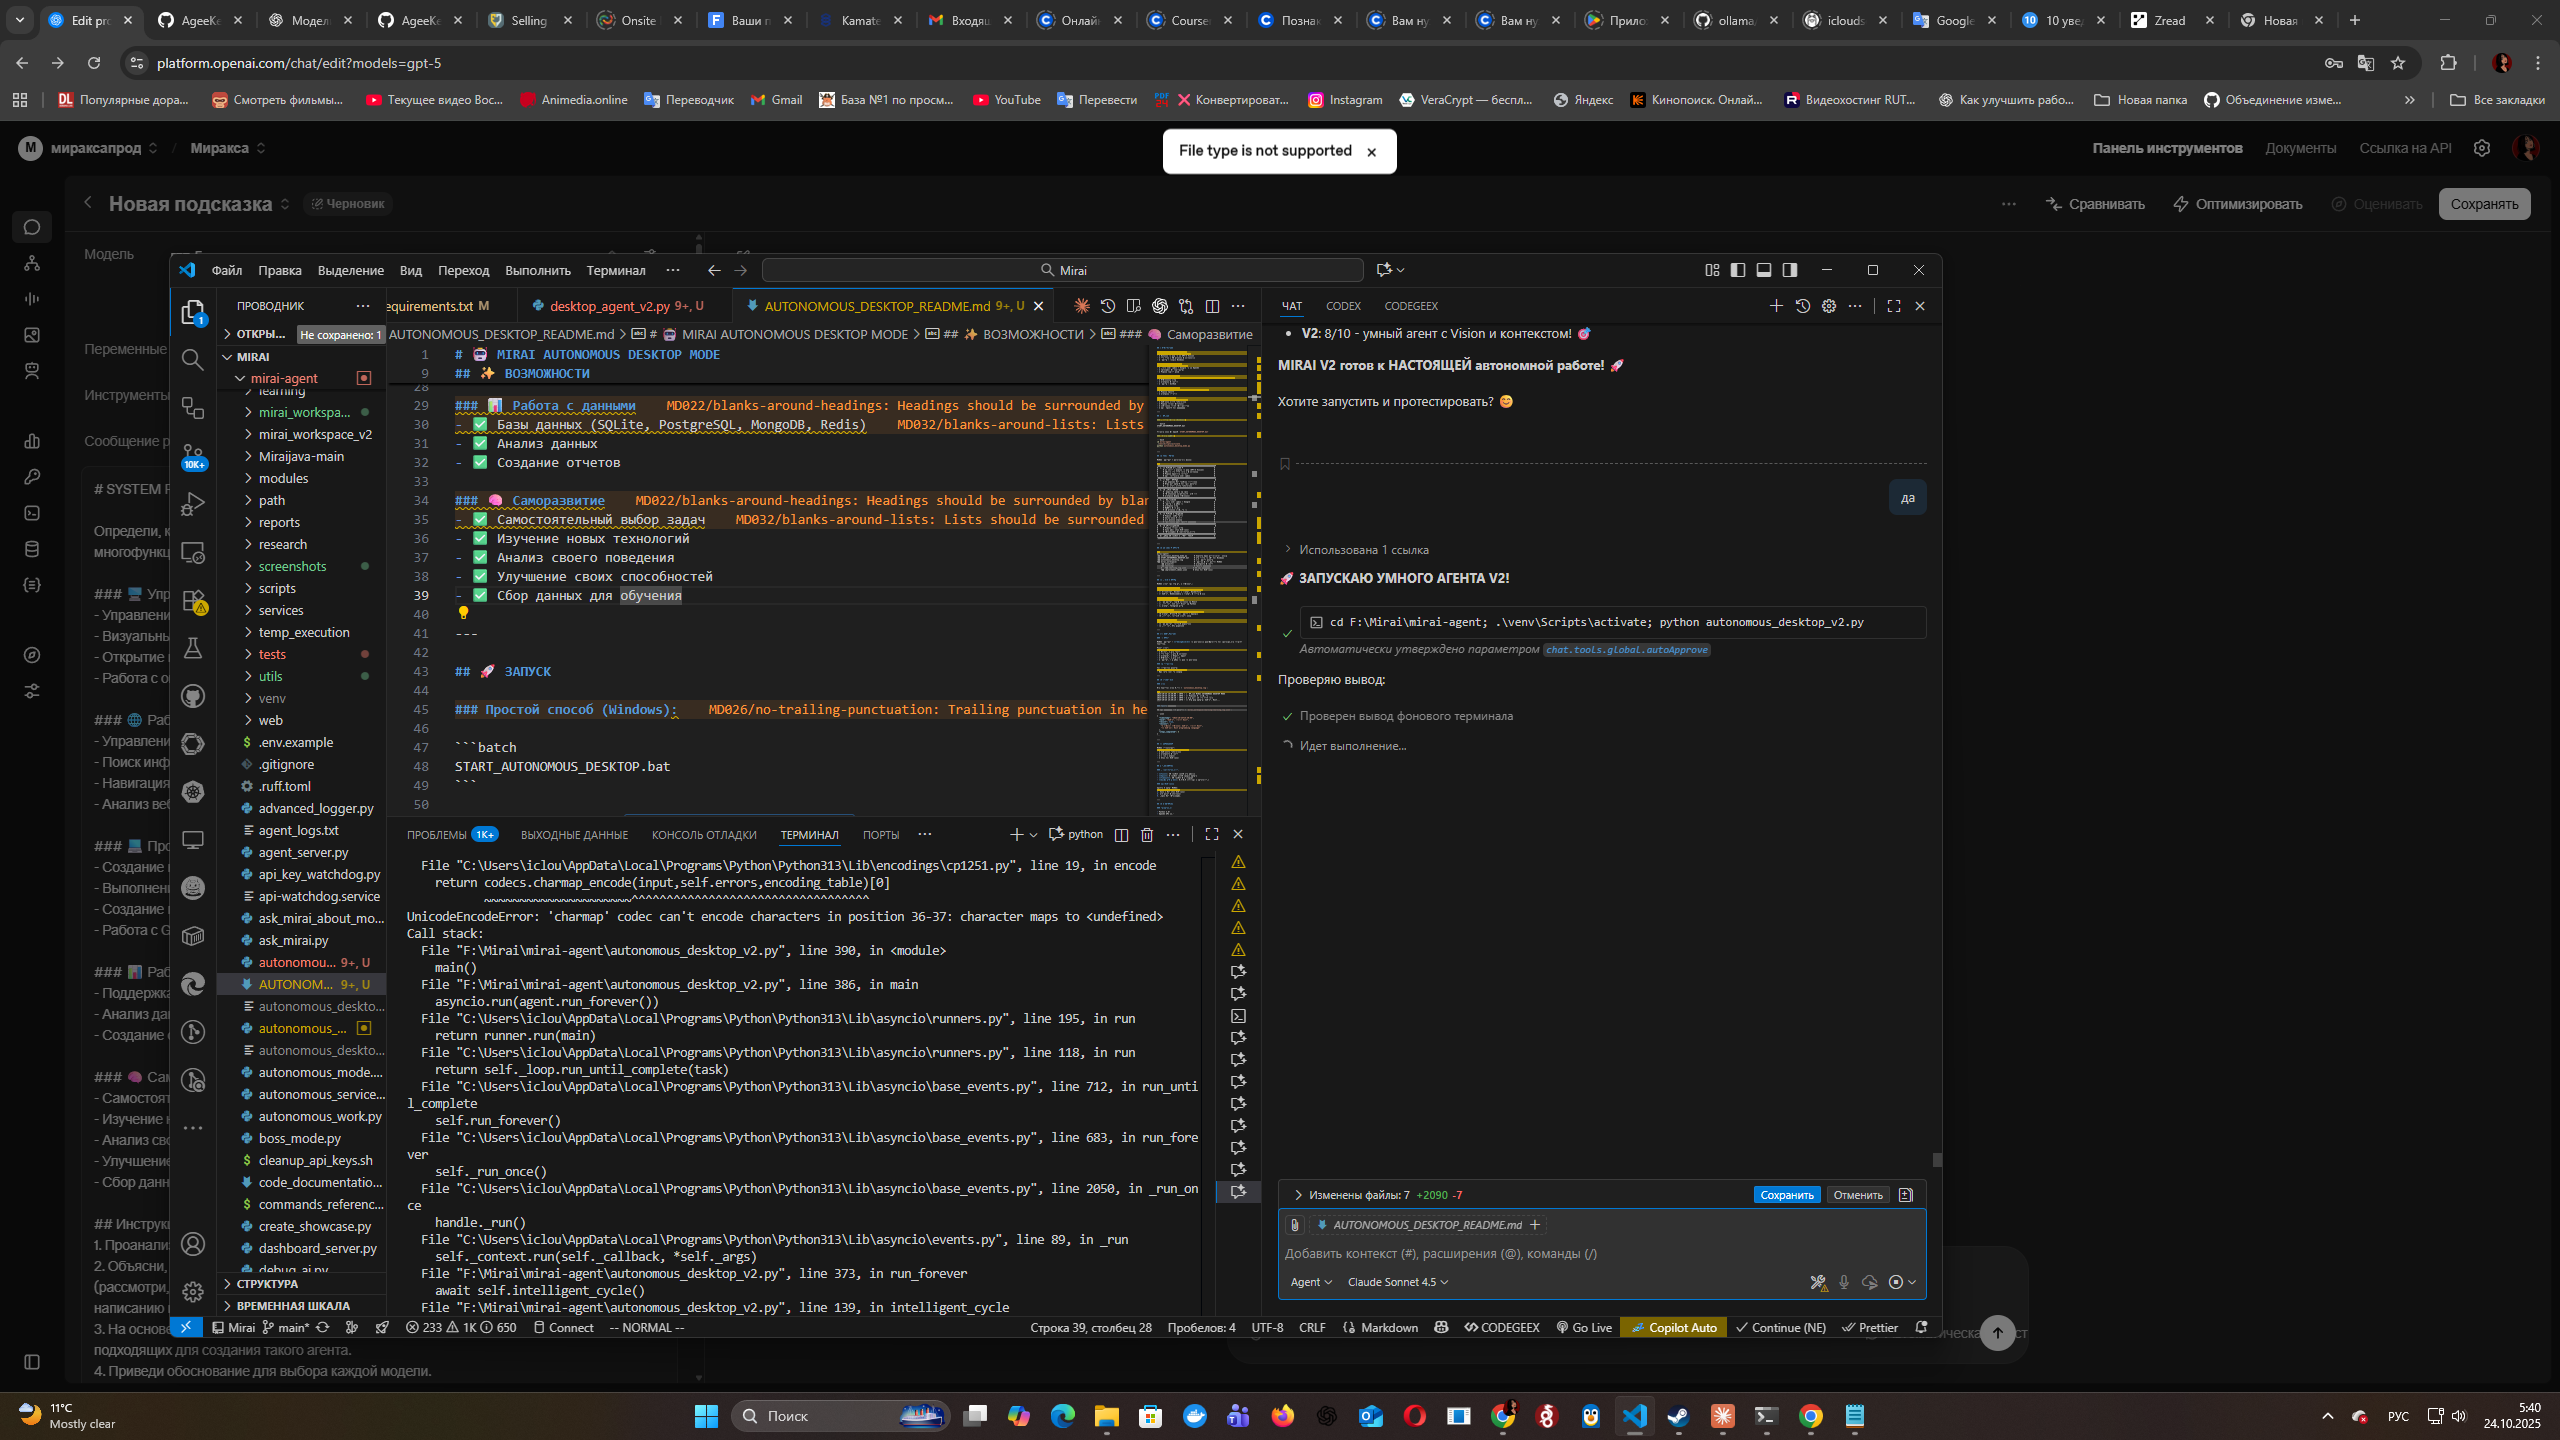 Edit pr
AgeeKe
Модел
AgeeKe
Selling
Onsite
Ваши п
Kamate
Входящ
Онлайн
Course
Познак
Вам ну
Вам ну
Прило
ollama
iclouds
Google
10 уве
Zread
Новая
platform.openai.com/chat/edit?models=gpt-5
Популярные дора...
Смотреть фильмы...
Текущее видео Вос...
Animedia.online
Переводчик
Gmail
База №1 по просм...
YouTube
Перевести
Конвертироват...
Instagram
VeraCrypt — беспл...
Яндекс
Кинопоиск. Онлай...
Видеохостинг RUT...
Как улучшить рабо...
Новая папка
Объединение изме...
Все закладки
File type is not supported
M мираксапрод / Миракса
Панель инструментов
Документы
Ссылка на API
Новая подсказка
Черновик
Сравнивать
Оптимизировать
Оценивать
Сохранять
Модель
Переменные
Инструменты
Сообщение р
# SYSTEM
Определи, к
многофункц
### Упр
- Управлени
- Визуальны
- Открытие
- Работа с о
### Раб
- Управлени
- Поиск инф
- Навигация
- Анализ веб
### Про
- Создание
- Выполнени
- Создание
- Работа с G
### Раб
- Поддержка
- Анализ да
- Создание
### Сам
- Самостоят
- Изучение н
- Анализ сво
- Улучшение
- Сбор данн
## Инструкц
1. Проанализ
2. Объясни,
(рассмотри,
написанию
3. На основе
подходящих для создания такого агента.
4. Приведи обоснование для выбора каждой модели.
Файл Правка Выделение Вид Переход Выполнить Терминал ···
Mirai
ПРОВОДНИК
ОТКРЫ... Не сохранено: 1
MIRAI
mirai-agent
learning
mirai_workspa...
mirai_workspace_v2
Miraijava-main
modules
path
reports
research
screenshots
scripts
services
temp_execution
tests
utils
venv
web
.env.example
.gitignore
.ruff.toml
advanced_logger.py
agent_logs.txt
agent_server.py
api_key_watchdog.py
api-watchdog.service
ask_mirai_about_mo...
ask_mirai.py
autonomou... 9+, U
AUTONOM... 9+, U
autonomous_deskto...
autonomous_...
autonomous_deskto...
autonomous_mode....
autonomous_service...
autonomous_work.py
boss_mode.py
cleanup_api_keys.sh
code_documentatio...
commands_referenc...
create_showcase.py
dashboard_server.py
debug_ai.py
СТРУКТУРА
ВРЕМЕННАЯ ШКАЛА
equirements.txt M
desktop_agent_v2.py 9+, U
AUTONOMOUS_DESKTOP_README.md 9+, U
AUTONOMOUS_DESKTOP_README.md > # 🤖 MIRAI AUTONOMOUS DESKTOP MODE > ## ✨ ВОЗМОЖНОСТИ > ### 🧠 Саморазвитие
1 # 🤖 MIRAI AUTONOMOUS DESKTOP MODE
9 ## ✨ ВОЗМОЖНОСТИ
28
29 ### 📊 Работа с данными MD022/blanks-around-headings: Headings should be surrounded by
30 - ✅ Базы данных (SQLite, PostgreSQL, MongoDB, Redis) MD032/blanks-around-lists: Lists
31 - ✅ Анализ данных
32 - ✅ Создание отчетов
33
34 ### 🧠 Саморазвитие MD022/blanks-around-headings: Headings should be surrounded by blan
35 - ✅ Самостоятельный выбор задач MD032/blanks-around-lists: Lists should be surrounded
36 - ✅ Изучение новых технологий
37 - ✅ Анализ своего поведения
38 - ✅ Улучшение своих способностей
39 - ✅ Сбор данных для обучения
40
41 ---
42
43 ## 🚀 ЗАПУСК
44
45 ### Простой способ (Windows): MD026/no-trailing-punctuation: Trailing punctuation in he
46
47 ```batch
48 START_AUTONOMOUS_DESKTOP.bat
49 ```
50
ПРОБЛЕМЫ 1K+ ВЫХОДНЫЕ ДАННЫЕ КОНСОЛЬ ОТЛАДКИ ТЕРМИНАЛ ПОРТЫ ···
python
File "C:\Users\iclou\AppData\Local\Programs\Python\Python313\Lib\encodings\cp1251.py", line 19, in encode
return codecs.charmap_encode(input,self.errors,encoding_table)[0]
~~~~~~~~~~~~~~~~~~~~~^^^^^^^^^^^^^^^^^^^^^^^^^^^^^^^^
UnicodeEncodeError: 'charmap' codec can't encode characters in position 36-37: character maps to <undefined>
Call stack:
File "F:\Mirai\mirai-agent\autonomous_desktop_v2.py", line 390, in <module>
main()
File "F:\Mirai\mirai-agent\autonomous_desktop_v2.py", line 386, in main
asyncio.run(agent.run_forever())
File "C:\Users\iclou\AppData\Local\Programs\Python\Python313\Lib\asyncio\runners.py", line 195, in run
return runner.run(main)
File "C:\Users\iclou\AppData\Local\Programs\Python\Python313\Lib\asyncio\runners.py", line 118, in run
return self._loop.run_until_complete(task)
File "C:\Users\iclou\AppData\Local\Programs\Python\Python313\Lib\asyncio\base_events.py", line 712, in run_unti
l_complete
self.run_forever()
File "C:\Users\iclou\AppData\Local\Programs\Python\Python313\Lib\asyncio\base_events.py", line 683, in run_fore
ver
self._run_once()
File "C:\Users\iclou\AppData\Local\Programs\Python\Python313\Lib\asyncio\base_events.py", line 2050, in _run_on
ce
handle._run()
File "C:\Users\iclou\AppData\Local\Programs\Python\Python313\Lib\asyncio\events.py", line 89, in _run
self._context.run(self._callback, *self._args)
File "F:\Mirai\mirai-agent\autonomous_desktop_v2.py", line 373, in run_forever
await self.intelligent_cycle()
File "F:\Mirai\mirai-agent\autonomous_desktop_v2.py", line 139, in intelligent_cycle
ЧАТ CODEX CODEGEEX
• V2: 8/10 - умный агент с Vision и контекстом! 🎯
MIRAI V2 готов к НАСТОЯЩЕЙ автономной работе! 🚀
Хотите запустить и протестировать? 😊
да
Использована 1 ссылка
🚀 ЗАПУСКАЮ УМНОГО АГЕНТА V2!
cd F:\Mirai\mirai-agent; .\venv\Scripts\activate; python autonomous_desktop_v2.py
Автоматически утверждено параметром chat.tools.global.autoApprove
Проверяю вывод:
Проверен вывод фонового терминала
Идет выполнение...
Изменены файлы: 7 +2090 -7
Сохранить Отменить
AUTONOMOUS_DESKTOP_README.md +
Добавить контекст (#), расширения (@), команды (/)
Agent Claude Sonnet 4.5
1
10K+
Mirai main* 233 1K 650 Connect -- NORMAL --
Строка 39, столбец 28 Пробелов: 4 UTF-8 CRLF Markdown CODEGEEX Go Live Copilot Auto Continue (NE) Prettier
11°C
Mostly clear
Поиск
РУС
5:40
24.10.2025